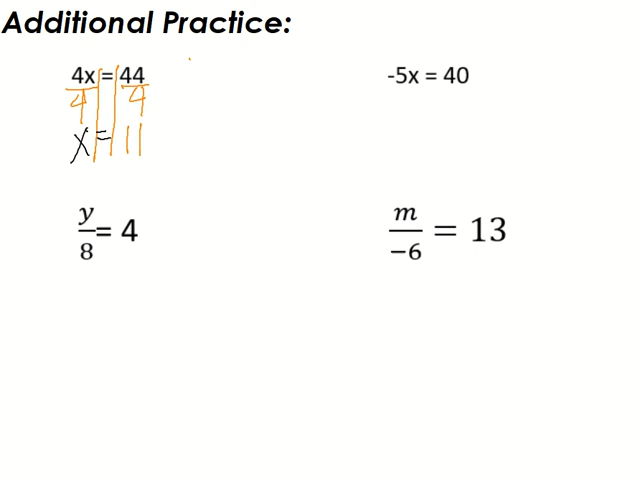 Additional Practice:
4x = 44
4 4
x = 11
-5x = 40
y/8 = 4
m/−6 = 13